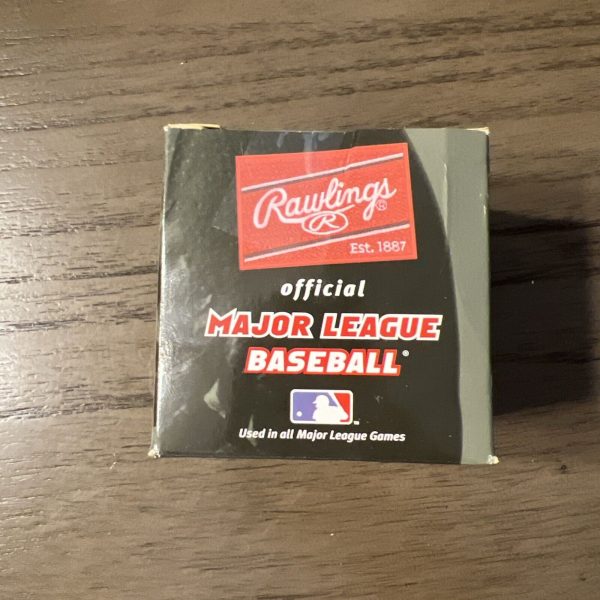 Rawlings®
R
Est. 1887
official
MAJOR LEAGUE
BASEBALL®
Used in all Major League Games